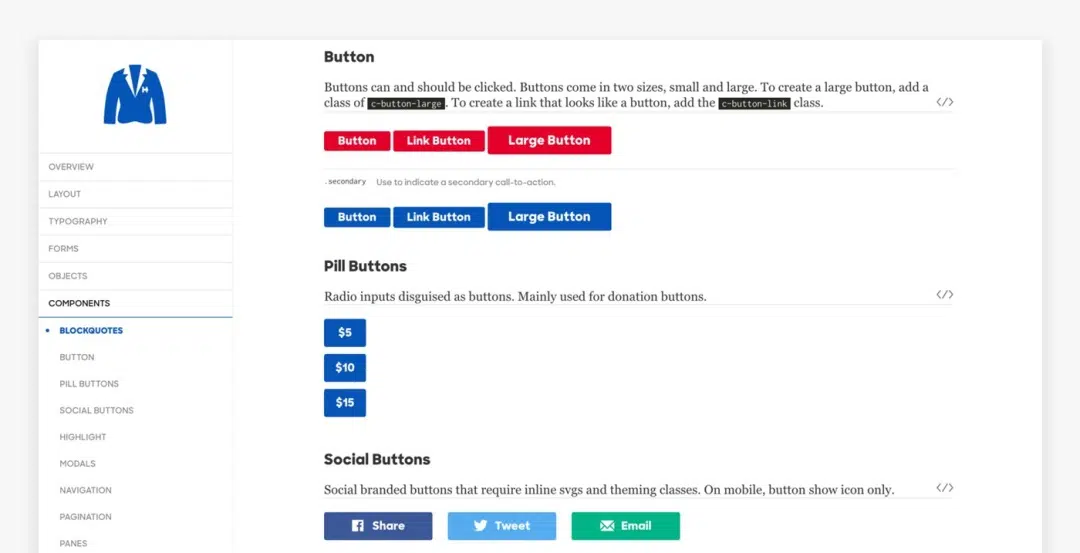 OVERVIEW
LAYOUT
TYPOGRAPHY
FORMS
OBJECTS
COMPONENTS
BLOCKQUOTES
BUTTON
PILL BUTTONS
SOCIAL BUTTONS
HIGHLIGHT
MODALS
NAVIGATION
PAGINATION
PANES
Button
Buttons can and should be clicked. Buttons come in two sizes, small and large. To create a large button, add a
class of c-button-large. To create a link that looks like a button, add the c-button-link class.
</>
Button Link Button Large Button
.secondary Use to indicate a secondary call-to-action.
Button Link Button Large Button
Pill Buttons
Radio inputs disguised as buttons. Mainly used for donation buttons.
</>
$5
$10
$15
Social Buttons
Social branded buttons that require inline svgs and theming classes. On mobile, button show icon only.
</>
Share Tweet Email